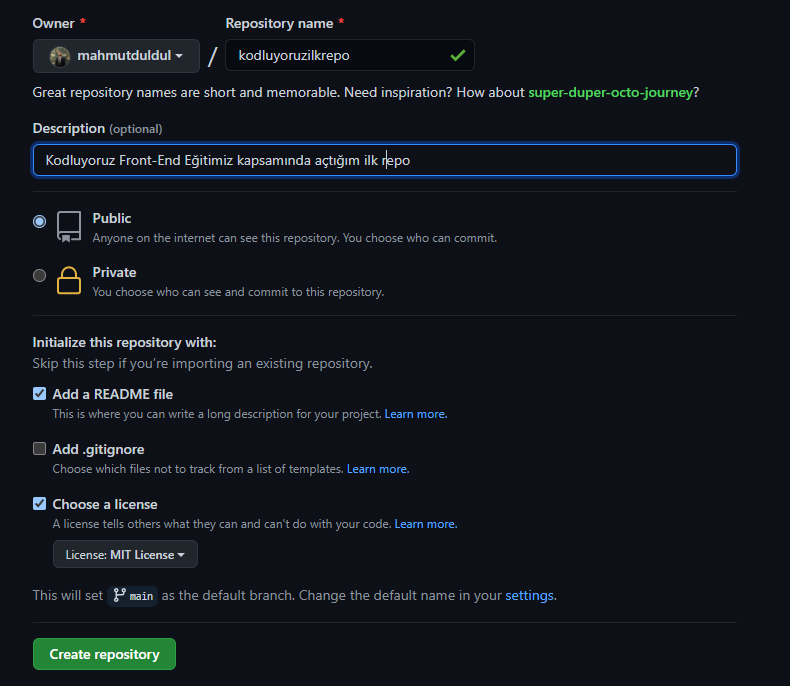 Owner * Repository name *
mahmutduldul / kodluyoruzilkrepo
Great repository names are short and memorable. Need inspiration? How about super-duper-octo-journey?
Description (optional)
Kodluyoruz Front-End Eğitimiz kapsamında açtığım ilk repo
Public
Anyone on the internet can see this repository. You choose who can commit.
Private
You choose who can see and commit to this repository.
Initialize this repository with:
Skip this step if you're importing an existing repository.
Add a README file
This is where you can write a long description for your project. Learn more.
Add .gitignore
Choose which files not to track from a list of templates. Learn more.
Choose a license
A license tells others what they can and can't do with your code. Learn more.
License: MIT License
This will set main as the default branch. Change the default name in your settings.
Create repository